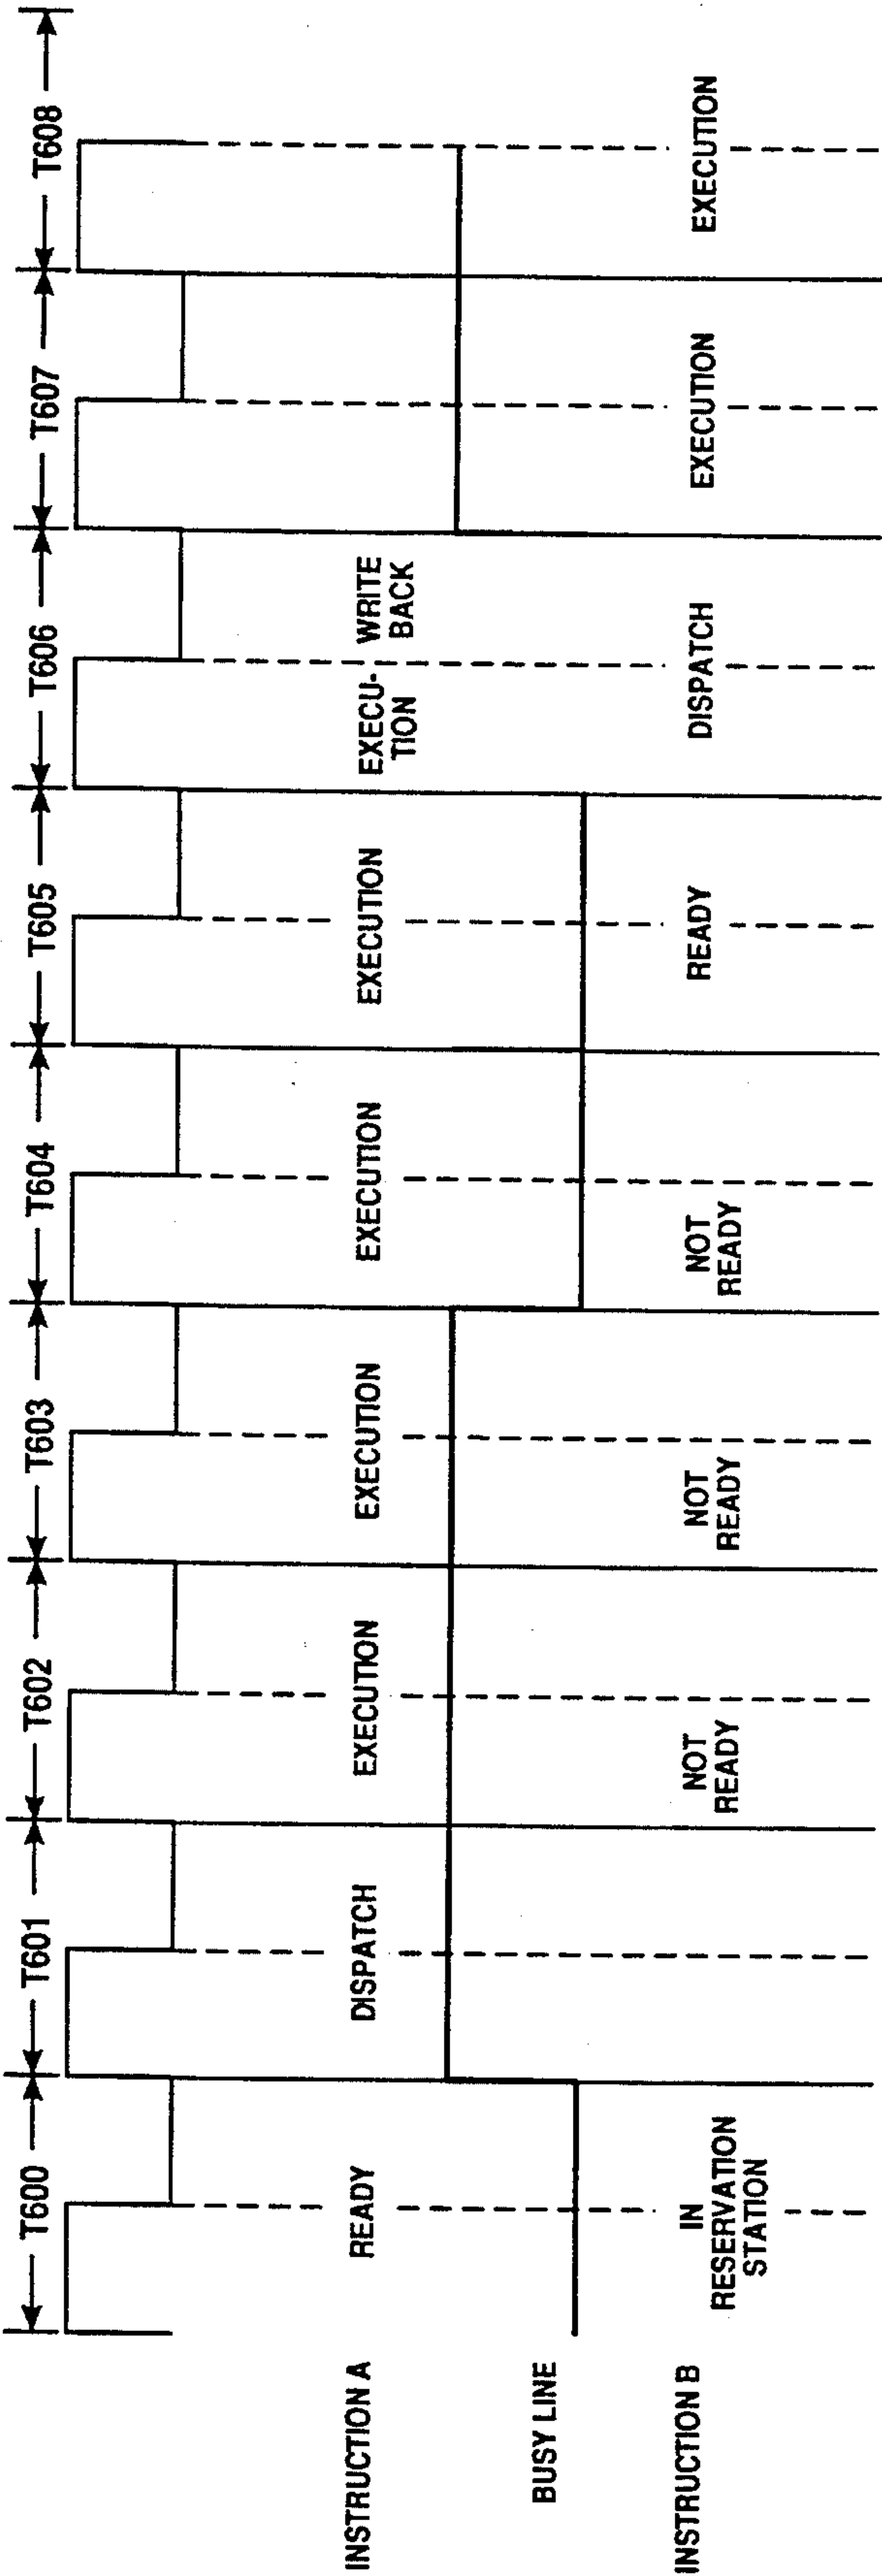 T600 T601 T602 T603 T604 T605 T606 T607 T608
INSTRUCTION A
READY
DISPATCH
EXECUTION
EXECUTION
EXECUTION
EXECUTION
EXECU-
TION
WRITE
BACK
BUSY LINE
INSTRUCTION B
IN
RESERVATION
STATION
NOT
READY
NOT
READY
NOT
READY
READY
DISPATCH
EXECUTION
EXECUTION